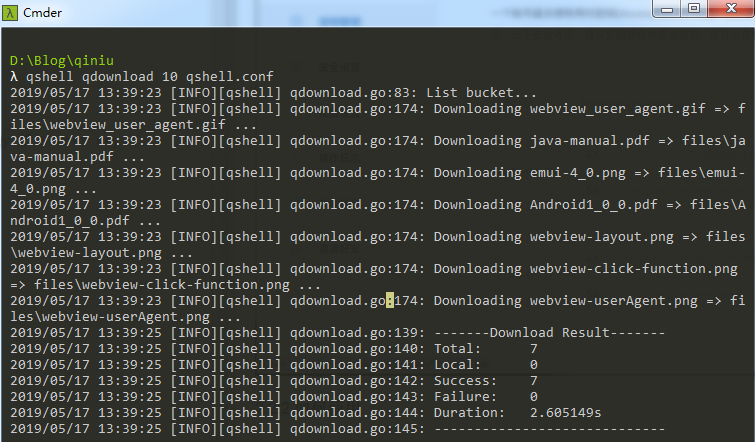 Cmder
D:\Blog\qiniu
λ qshell qdownload 10 qshell.conf
2019/05/17 13:39:23 [INFO][qshell] qdownload.go:83: List bucket...
2019/05/17 13:39:23 [INFO][qshell] qdownload.go:174: Downloading webview_user_agent.gif => f
iles\webview_user_agent.gif ...
2019/05/17 13:39:23 [INFO][qshell] qdownload.go:174: Downloading java-manual.pdf => files\ja
va-manual.pdf ...
2019/05/17 13:39:23 [INFO][qshell] qdownload.go:174: Downloading emui-4_0.png => files\emui-
4_0.png ...
2019/05/17 13:39:23 [INFO][qshell] qdownload.go:174: Downloading Android1_0_0.pdf => files\A
ndroid1_0_0.pdf ...
2019/05/17 13:39:23 [INFO][qshell] qdownload.go:174: Downloading webview-layout.png => files
\webview-layout.png ...
2019/05/17 13:39:23 [INFO][qshell] qdownload.go:174: Downloading webview-click-function.png
=> files\webview-click-function.png ...
2019/05/17 13:39:23 [INFO][qshell] qdownload.go:174: Downloading webview-userAgent.png => fi
les\webview-userAgent.png ...
2019/05/17 13:39:25 [INFO][qshell] qdownload.go:139: -------Download Result-------
2019/05/17 13:39:25 [INFO][qshell] qdownload.go:140: Total:      7
2019/05/17 13:39:25 [INFO][qshell] qdownload.go:141: Local:      0
2019/05/17 13:39:25 [INFO][qshell] qdownload.go:142: Success:    7
2019/05/17 13:39:25 [INFO][qshell] qdownload.go:143: Failure:    0
2019/05/17 13:39:25 [INFO][qshell] qdownload.go:144: Duration:   2.605149s
2019/05/17 13:39:25 [INFO][qshell] qdownload.go:145: -----------------------------